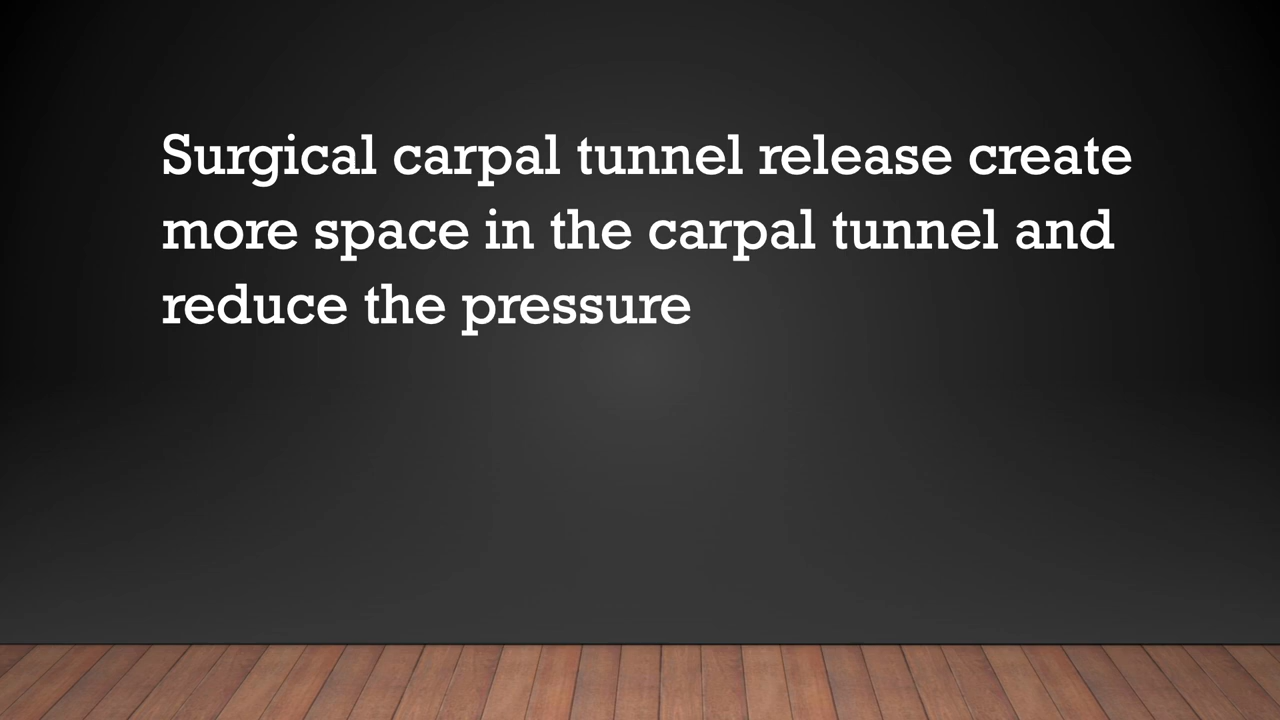 Surgical carpal tunnel release create
more space in the carpal tunnel and
reduce the pressure